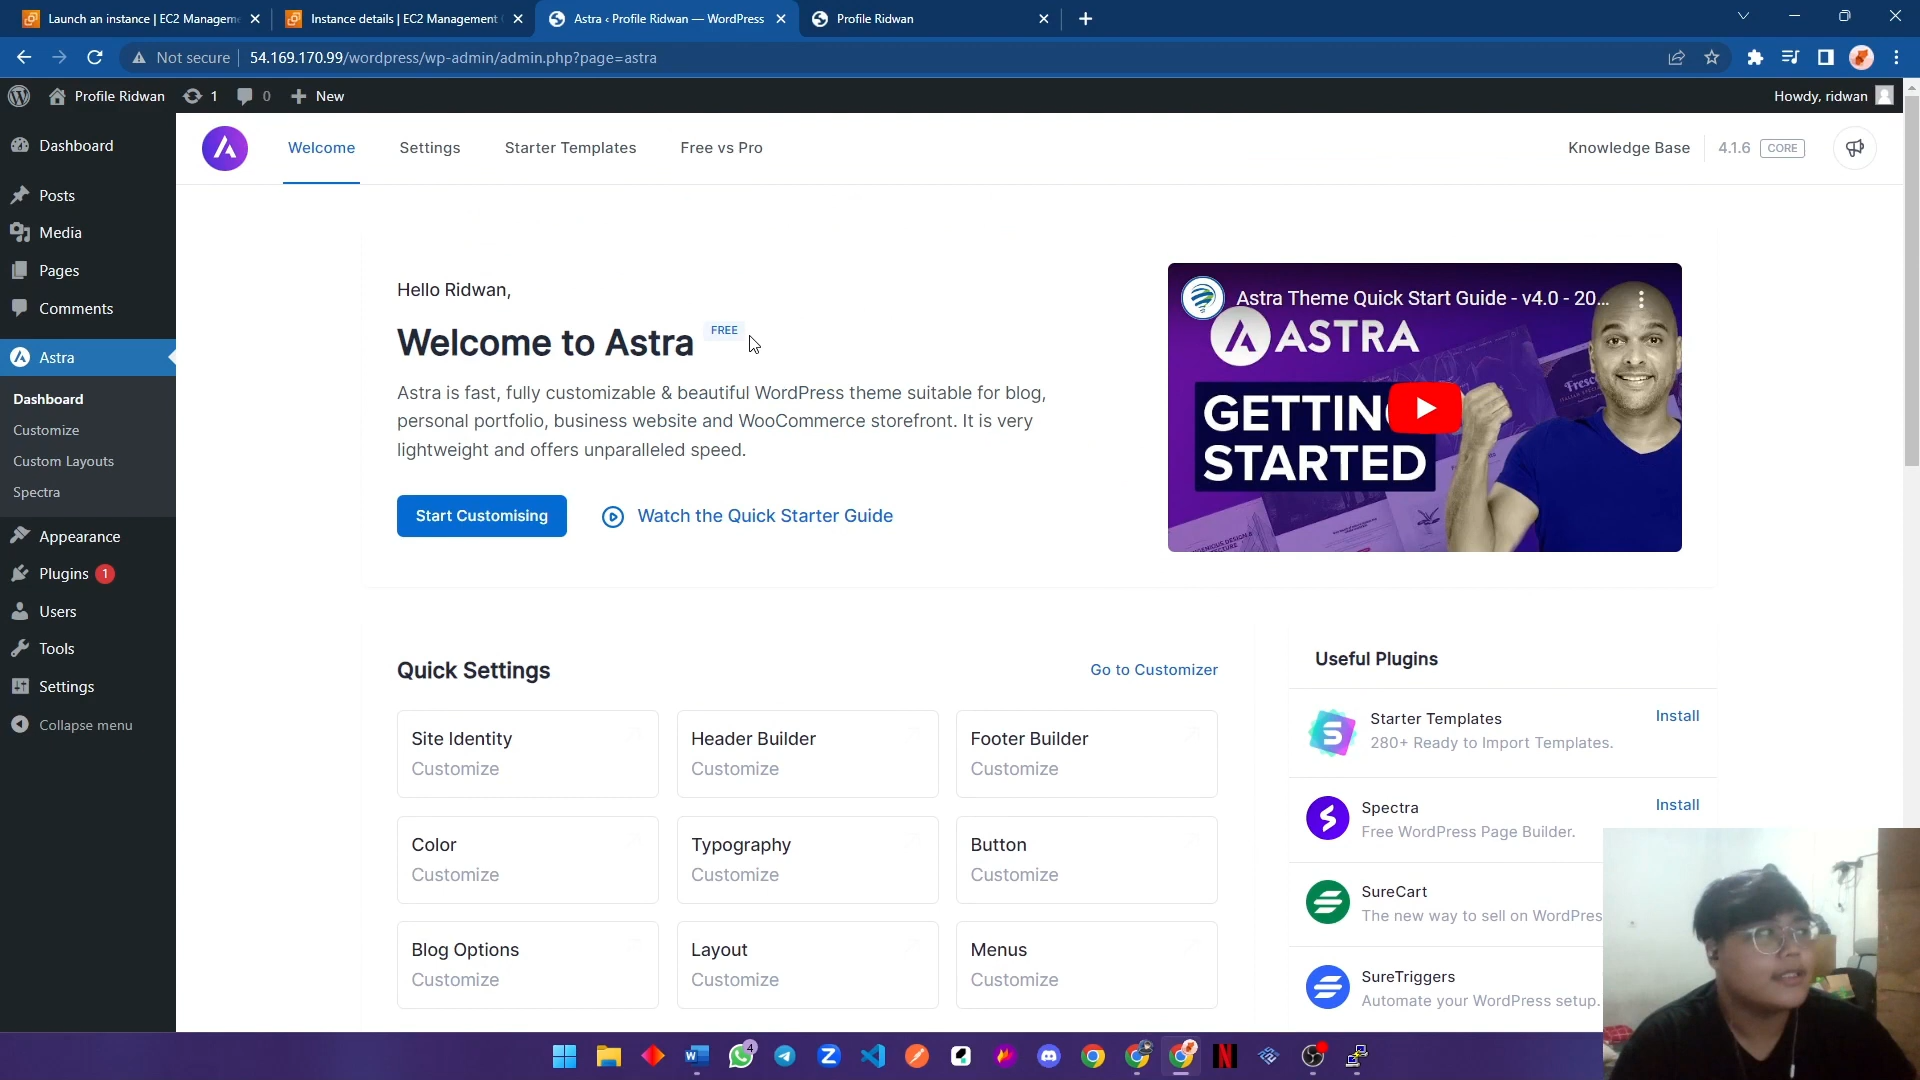 Launch an instance | EC2 Manageme
Instance details | EC2 Management
Astra ‹ Profile Ridwan — WordPress
Profile Ridwan
Not secure
54.169.170.99/wordpress/wp-admin/admin.php?page=astra
Profile Ridwan
1
0
New
Howdy, ridwan
Dashboard
Posts
Media
Pages
Comments
Astra
Dashboard
Customize
Custom Layouts
Spectra
Appearance
Plugins 1
Users
Tools
Settings
Collapse menu
Welcome
Settings
Starter Templates
Free vs Pro
Knowledge Base
4.1.6 CORE
Hello Ridwan,
Welcome to Astra FREE
Astra is fast, fully customizable & beautiful WordPress theme suitable for blog,
personal portfolio, business website and WooCommerce storefront. It is very
lightweight and offers unparalleled speed.
Start Customising
Watch the Quick Starter Guide
Astra Theme Quick Start Guide - v4.0 - 20...
ASTRA
GETTIN
STARTED
Quick Settings
Go to Customizer
Site Identity
Customize
Header Builder
Customize
Footer Builder
Customize
Color
Customize
Typography
Customize
Button
Customize
Blog Options
Customize
Layout
Customize
Menus
Customize
Useful Plugins
Starter Templates
Install
280+ Ready to Import Templates.
Spectra
Install
Free WordPress Page Builder.
SureCart
The new way to sell on WordPres
SureTriggers
Automate your WordPress setup.
4